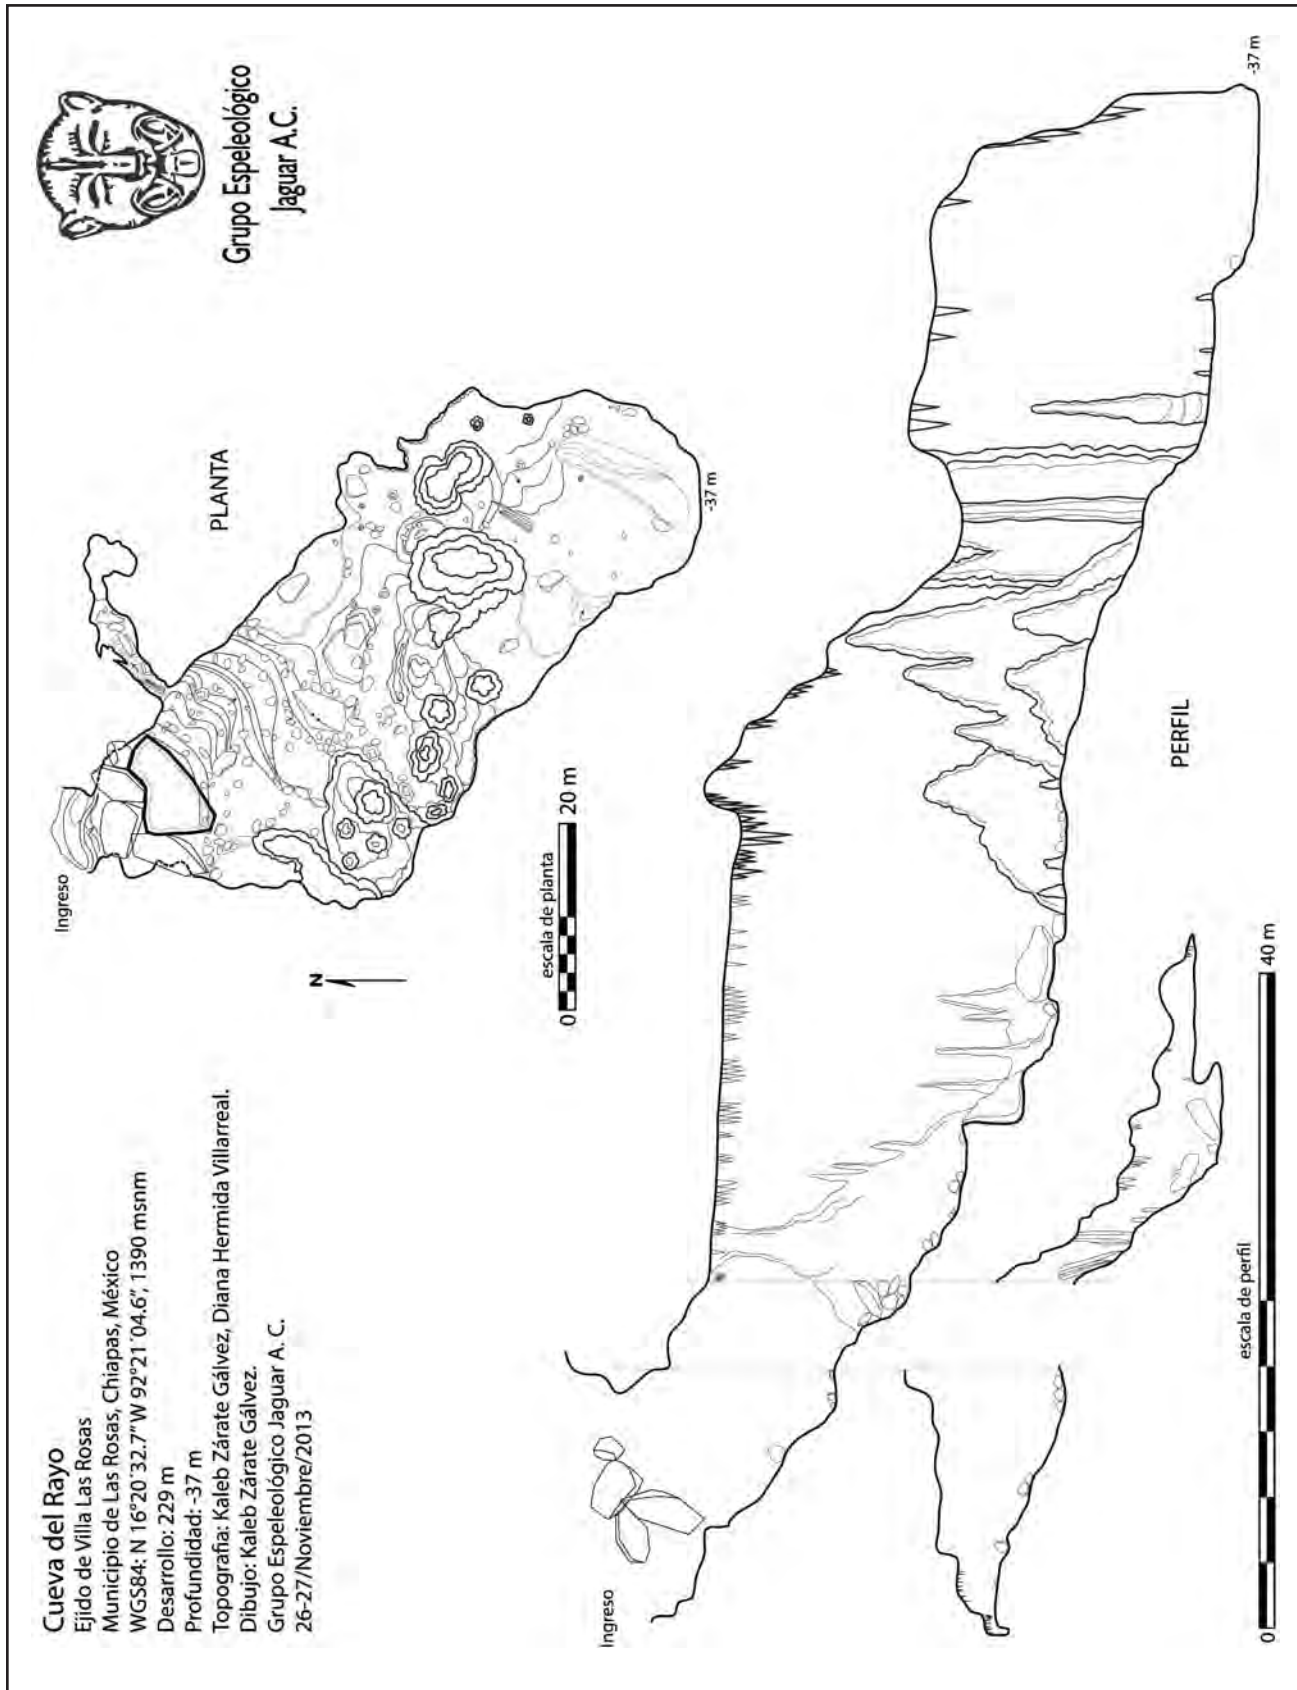 Cueva del Rayo
Ejido de Villa Las Rosas
Municipio de Las Rosas, Chiapas, México
WGS84: N 16°20´32.7" W 92°21´04.6", 1390 msnm
Desarrollo: 229 m
Profundidad: -37 m
Topografia: Kaleb Zárate Gálvez, Diana Hermida Villarreal.
Dibujo: Kaleb Zárate Gálvez.
Grupo Espeleológico Jaguar A. C.
26-27/Noviembre/2013
Grupo Espeleológico
Jaguar A.C.
Ingreso
PLANTA
N
-37 m
escala de planta
0 20 m
Ingreso
-37 m
PERFIL
escala de perfil
0 40 m